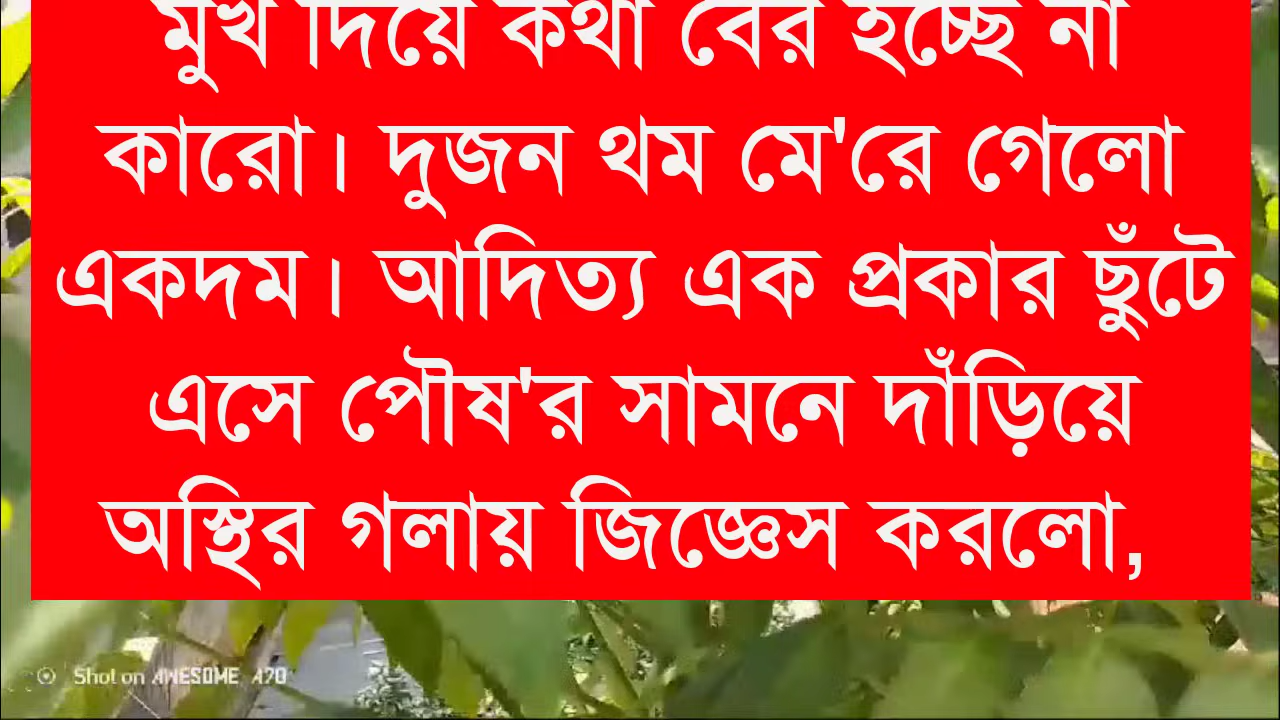 মুখ দিয়ে কথা বের হচ্ছে না
কারো। দুজন থম মে'রে গেলো
একদম। আদিত্য এক প্রকার ছুঁটে
এসে পৌষ'র সামনে দাঁড়িয়ে
অস্থির গলায় জিজ্ঞেস করলো,
Shot on AWESOME A70